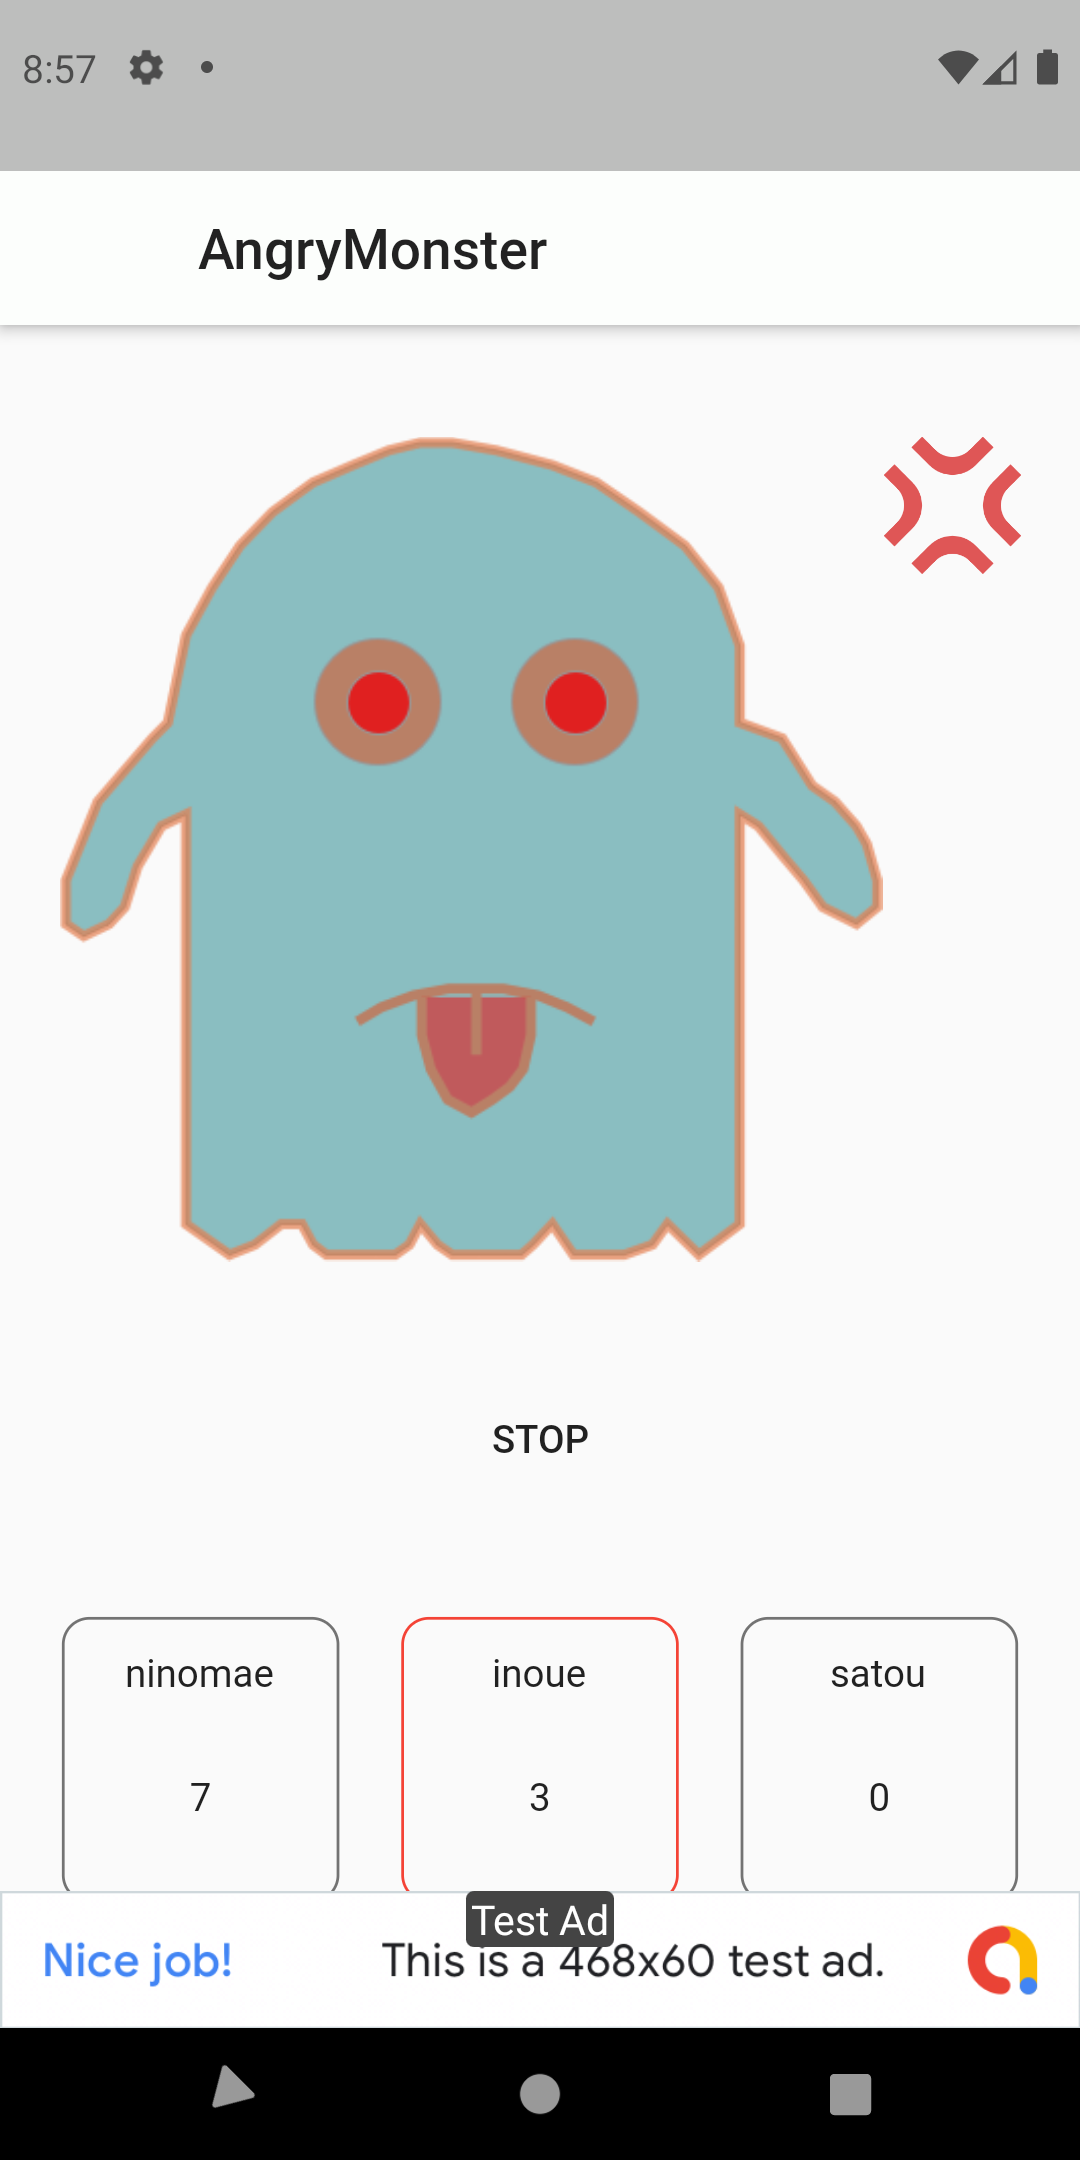 8:57
AngryMonster
STOP
ninomae
inoue
satou
7
3
0
Test Ad
Nice job!
This is a 468x60 test ad.